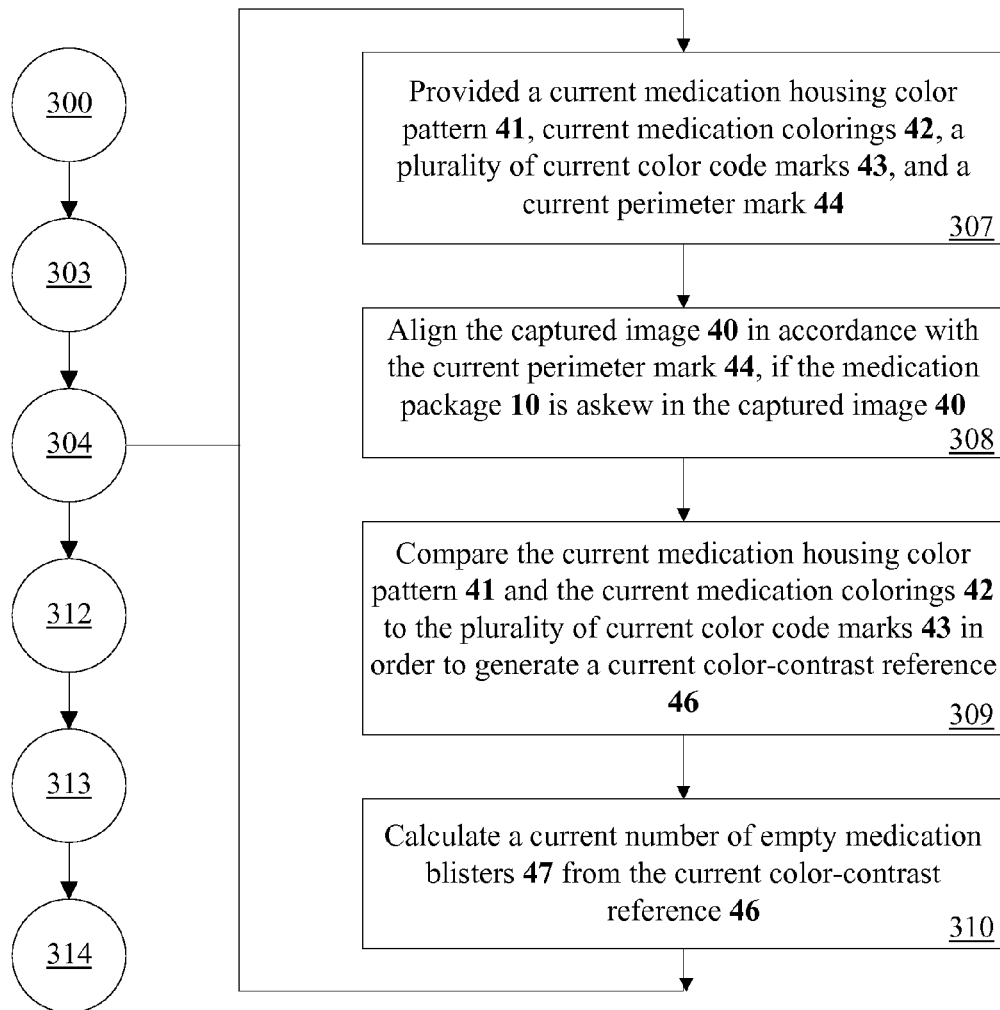 300
303
304
312
313
314
Provided a current medication housing color
pattern 41, current medication colorings 42, a
plurality of current color code marks 43, and a
current perimeter mark 44
307
Align the captured image 40 in accordance with
the current perimeter mark 44, if the medication
package 10 is askew in the captured image 40
308
Compare the current medication housing color
pattern 41 and the current medication colorings 42
to the plurality of current color code marks 43 in
order to generate a current color-contrast reference
46
309
Calculate a current number of empty medication
blisters 47 from the current color-contrast
reference 46
310